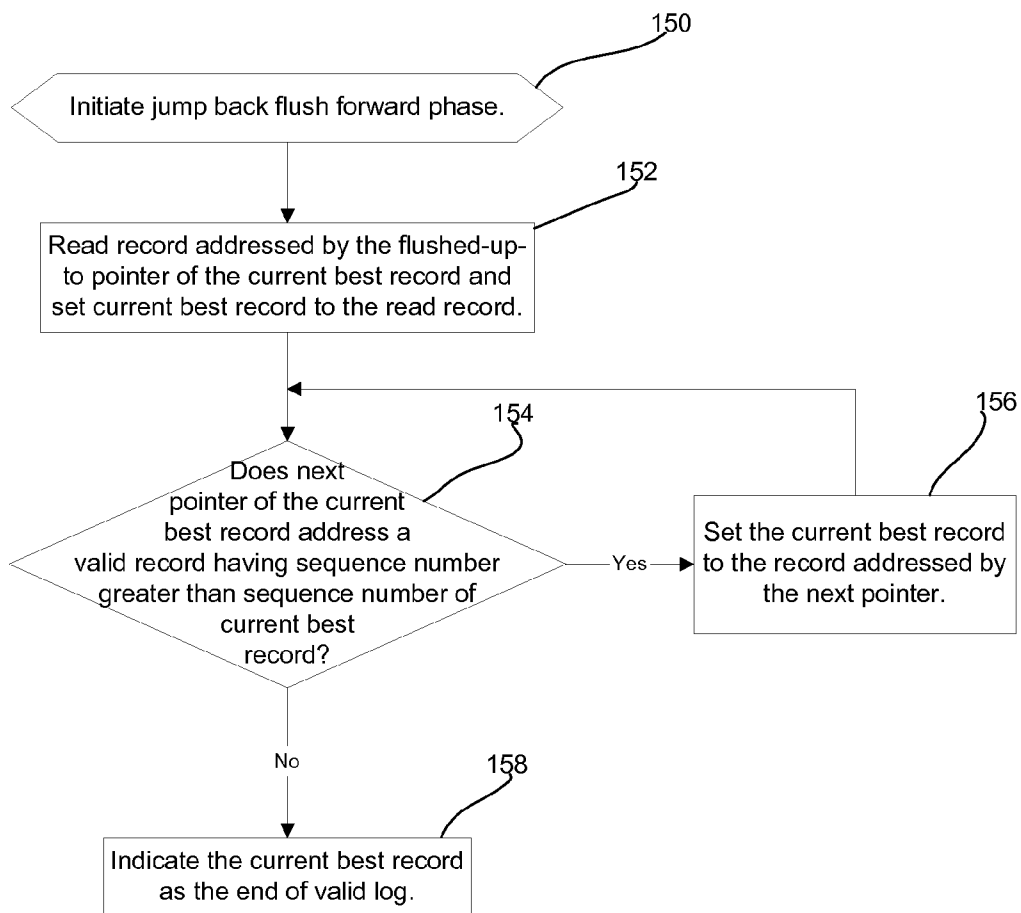 150
Initiate jump back flush forward phase.
152
Read record addressed by the flushed-up-
to pointer of the current best record and
set current best record to the read record.
154
156
Does next
pointer of the current
best record address a
valid record having sequence number
greater than sequence number of
current best
record?
Yes
Set the current best record
to the record addressed by
the next pointer.
No
158
Indicate the current best record
as the end of valid log.